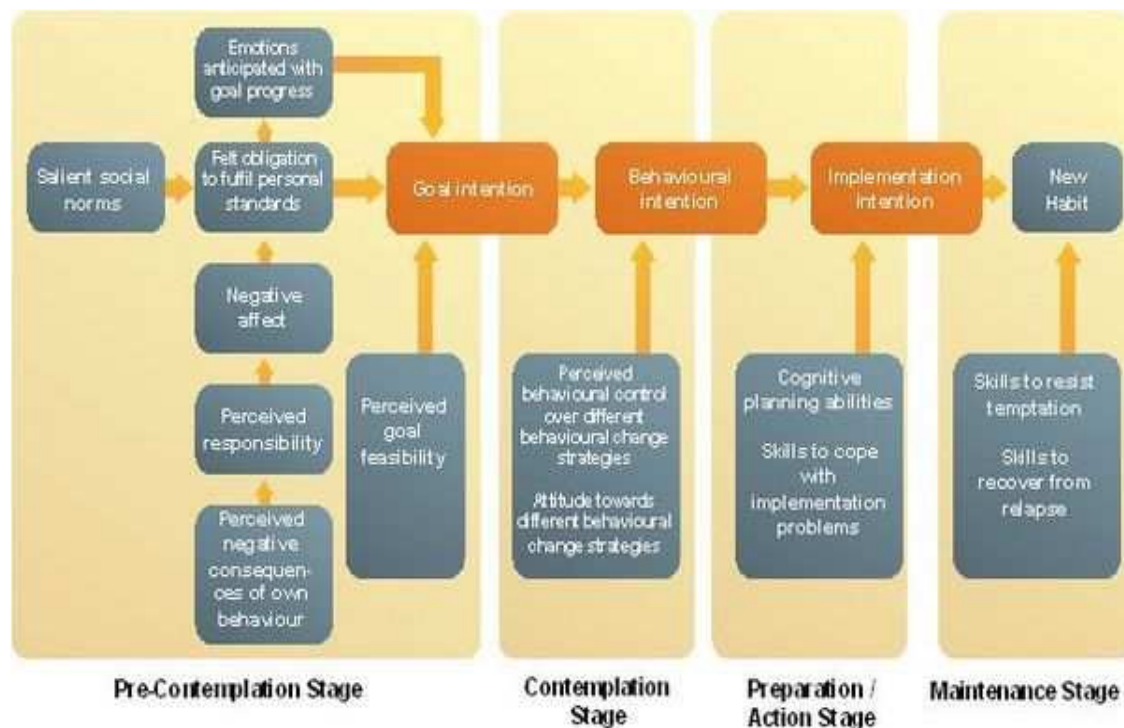 Emotions
anticipated with
goal progress
Salient social
norms
Felt obligation
to fulfil personal
standards
Goal intention
Behavioural
intention
Implementation
intention
New
Habit
Negative
affect
Perceived
responsibility
Perceived
negative
consequen-
ces of own
behaviour
Perceived
goal
feasibility
Perceived
behavioural control
over different
behavioural change
strategies
Attitude towards
different behavioural
change strategies
Cognitive
planning abilities
Skills to cope with
implementation
problems
Skills to resist
temptation
Skills to
recover from
relapse
Pre-Contemplation Stage
Contemplation
Stage
Preparation /
Action Stage
Maintenance Stage